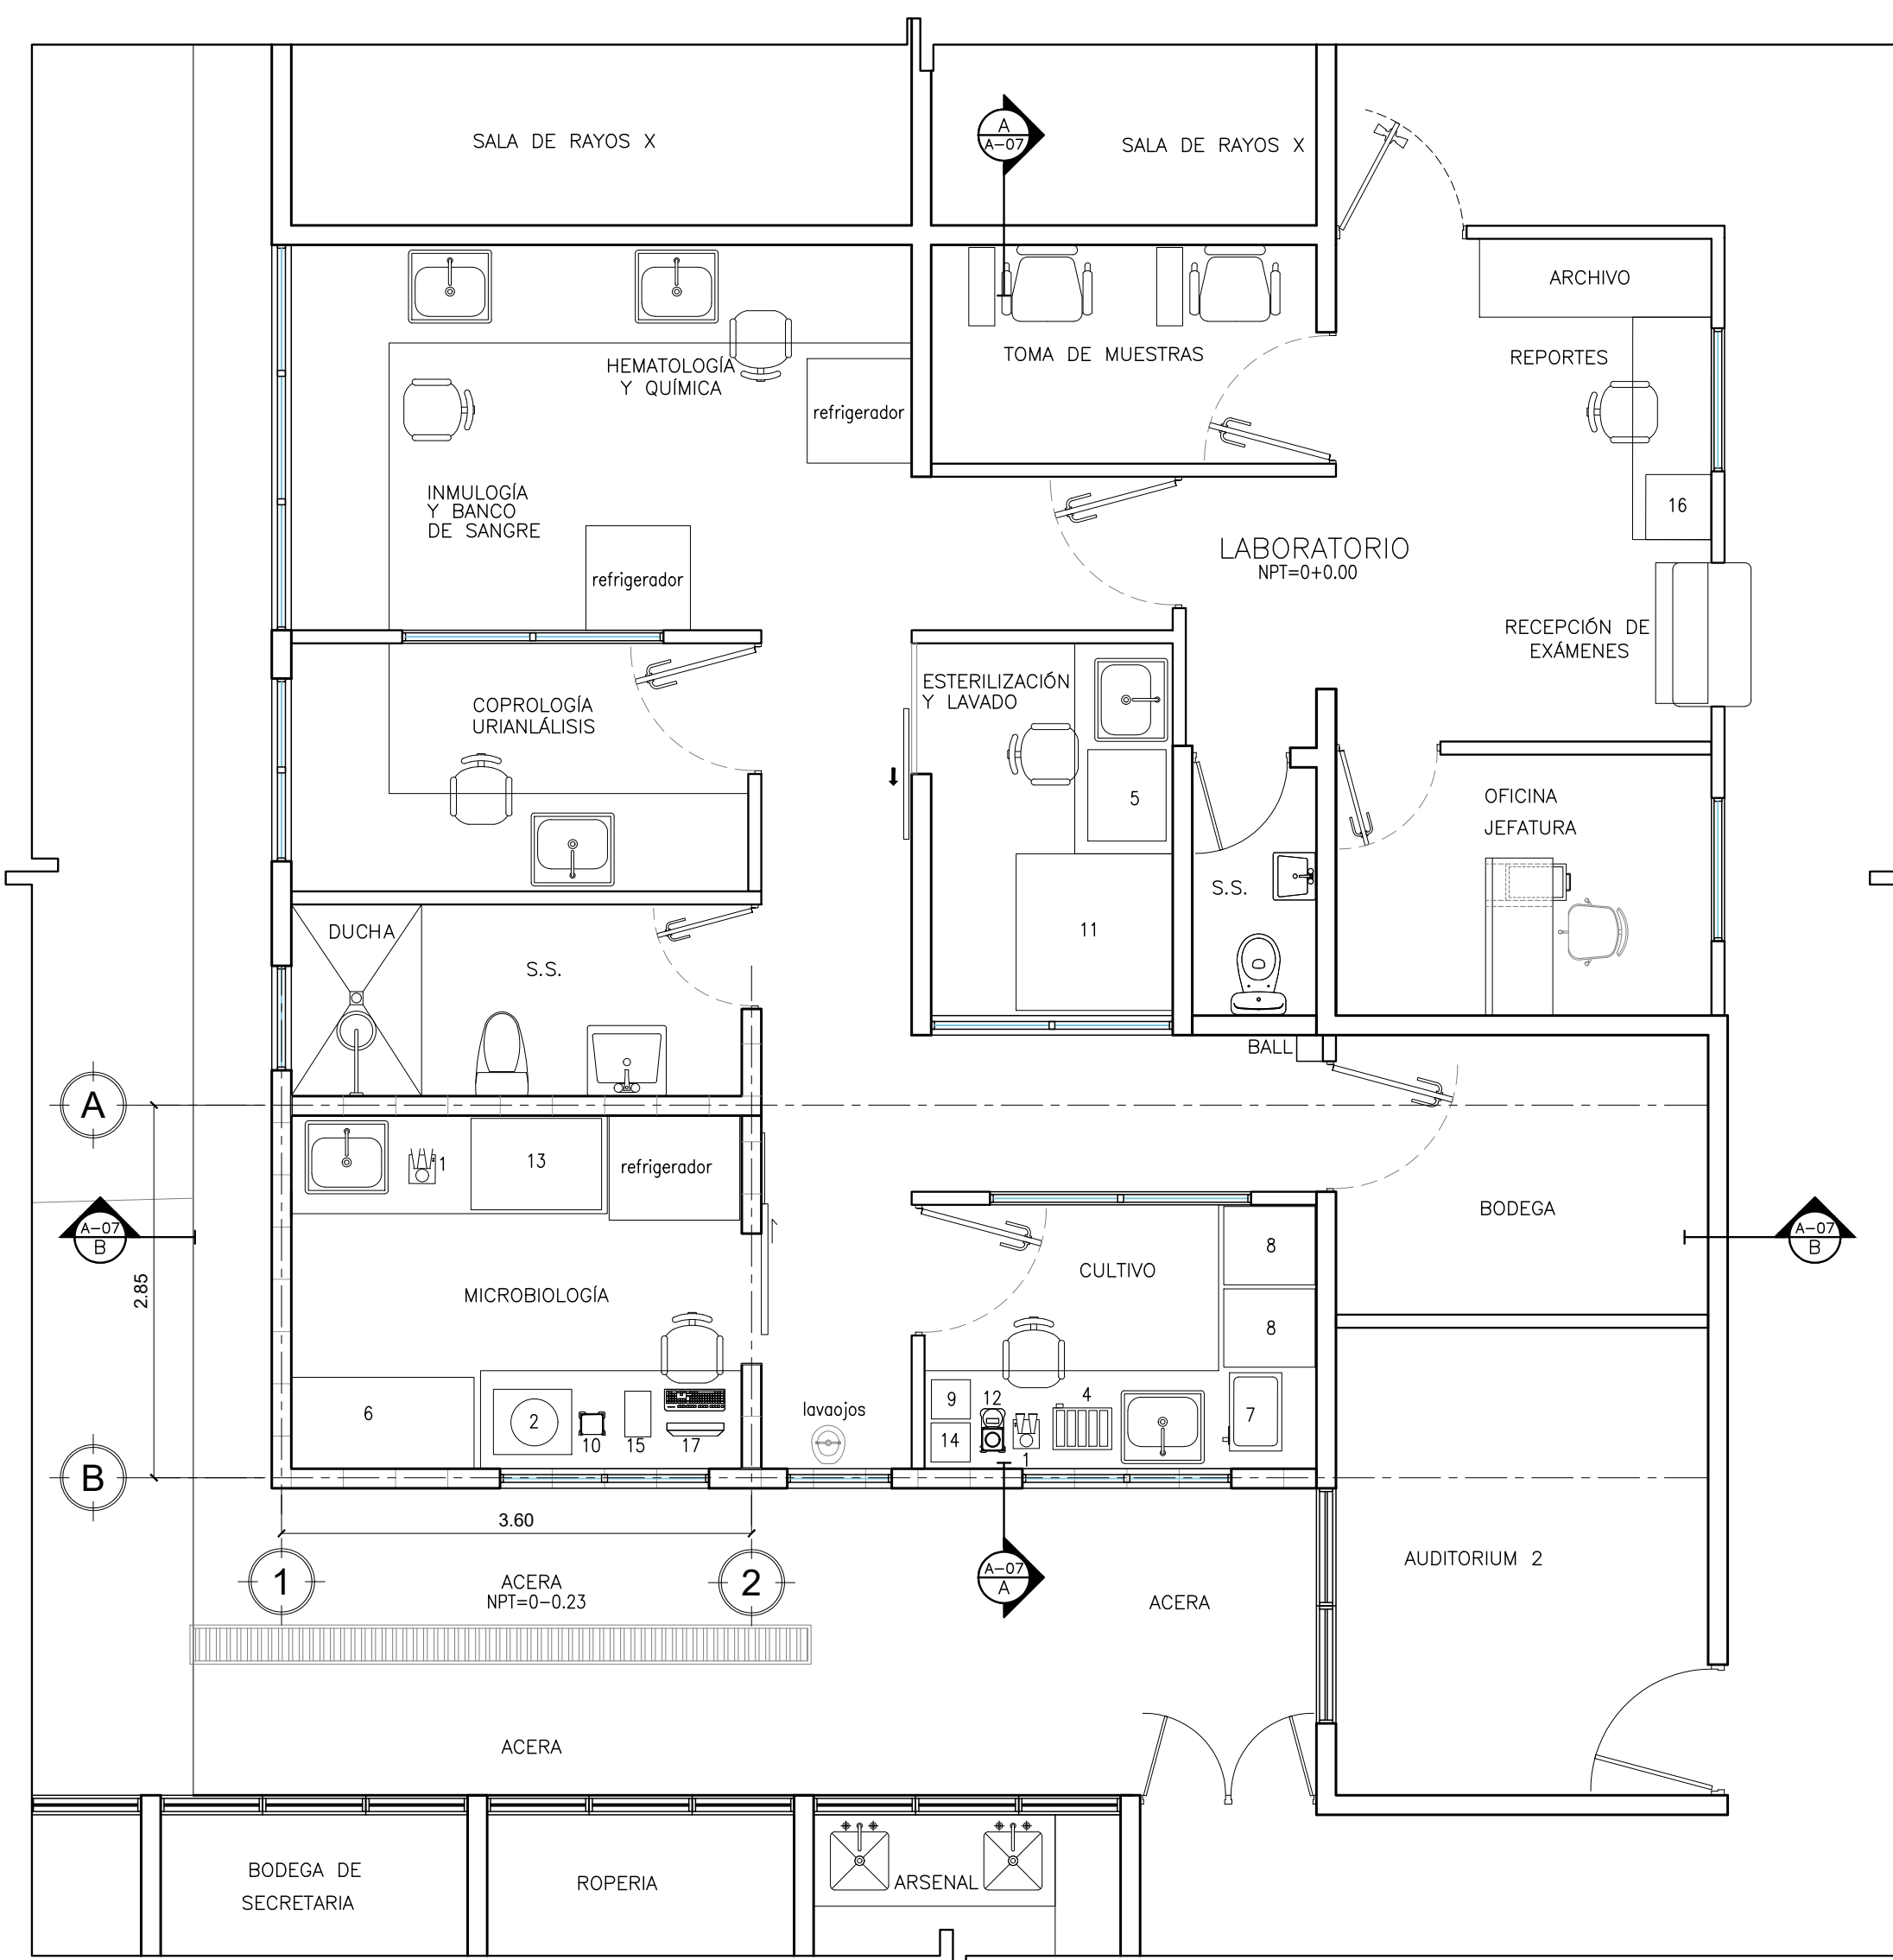 SALA DE RAYOS X
A
A-07
SALA DE RAYOS X
ARCHIVO
TOMA DE MUESTRAS
REPORTES
HEMATOLOGÍA
Y QUÍMICA
refrigerador
INMULOGÍA
Y BANCO
DE SANGRE
16
LABORATORIO
NPT=0+0.00
refrigerador
RECEPCIÓN DE
EXÁMENES
ESTERILIZACIÓN
Y LAVADO
COPROLOGÍA
URIANLÁLISIS
5
OFICINA
JEFATURA
S.S.
DUCHA
11
S.S.
BALL
A
13
1
refrigerador
BODEGA
A-07
B
A-07
B
8
CULTIVO
2.85
MICROBIOLOGÍA
8
9
12
4
6
lavaojos
7
2
10
15
17
14
1
B
3.60
AUDITORIUM 2
1
2
ACERA
NPT=0-0.23
A-07
A
ACERA
ACERA
BODEGA DE
SECRETARIA
ROPERIA
ARSENAL